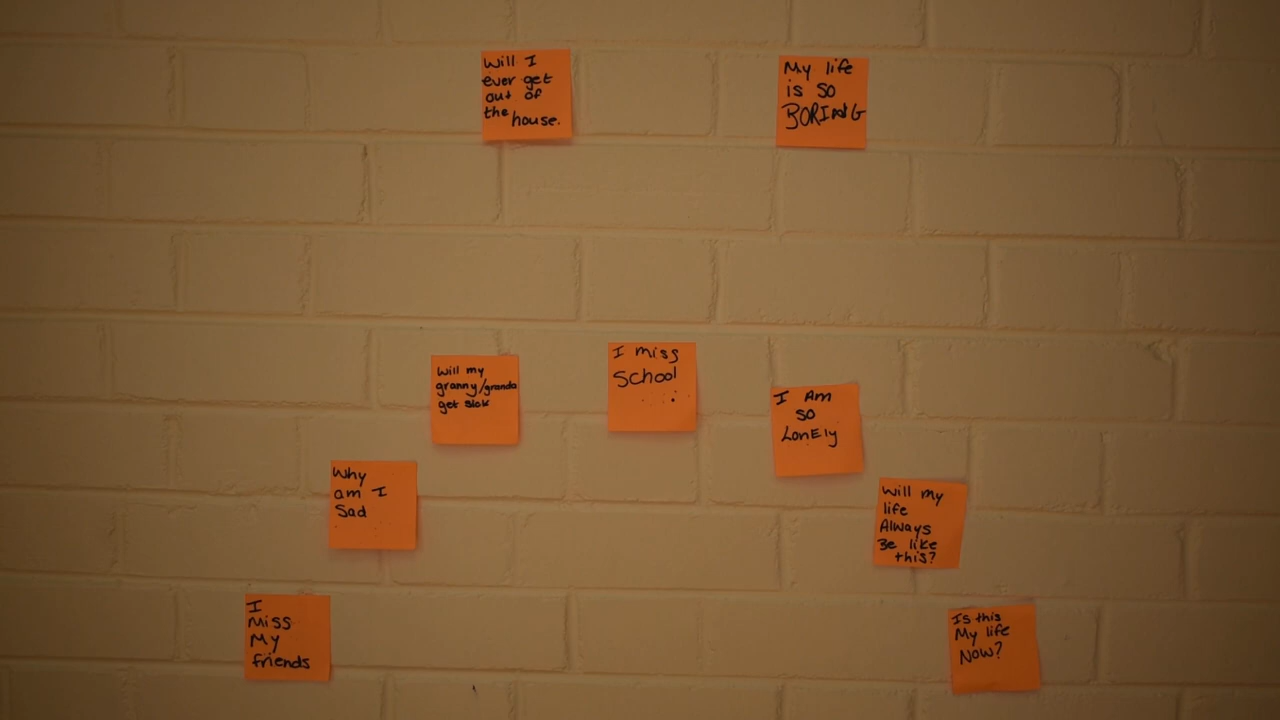 Will I
ever get
out of
the house.
My life
is so
BORING
Will my
granny/granda
get sick
I miss
School
I Am
so
LonEly
Why
am I
Sad
Will my
life
Always
Be like
this?
I
Miss
My
friends
Is this
My life
Now?